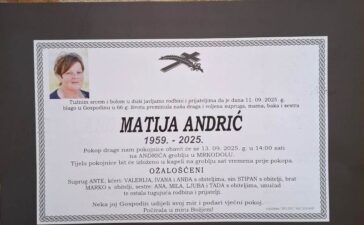 Tužnim srcem i bolom u duši javljamo rodbini i prijateljima da je dana 11. 09. 2025. g.
blago u Gospodinu u 66 g. života preminula naša draga i voljena supruga, mama, baka i sestra
MATIJA ANDRIĆ
1959. - 2025.
Pokop drage nam pokojnice obavit će se 13. 09. 2025. g. u 14:00 sati
na ANDRIĆA groblju u MRKODOLU.
Tijelo pokojnice bit će izloženo u kapeli na groblju sat vremena prije pokopa.
OŽALOŠĆENI
Suprug ANTE, kćeri: VALERIJA, IVANA i ANĐA s obiteljima, sin STIPAN s obitelji, brat
MARKO s obitelji, sestre: ANA, MILA, LJUBA i TADA s obiteljima, unučad
te ostala tugujuća rodbina i prijatelji.
Neka joj Gospodin udijeli svoj mir i podari vječni pokoj.
Počivala u miru Božjem!